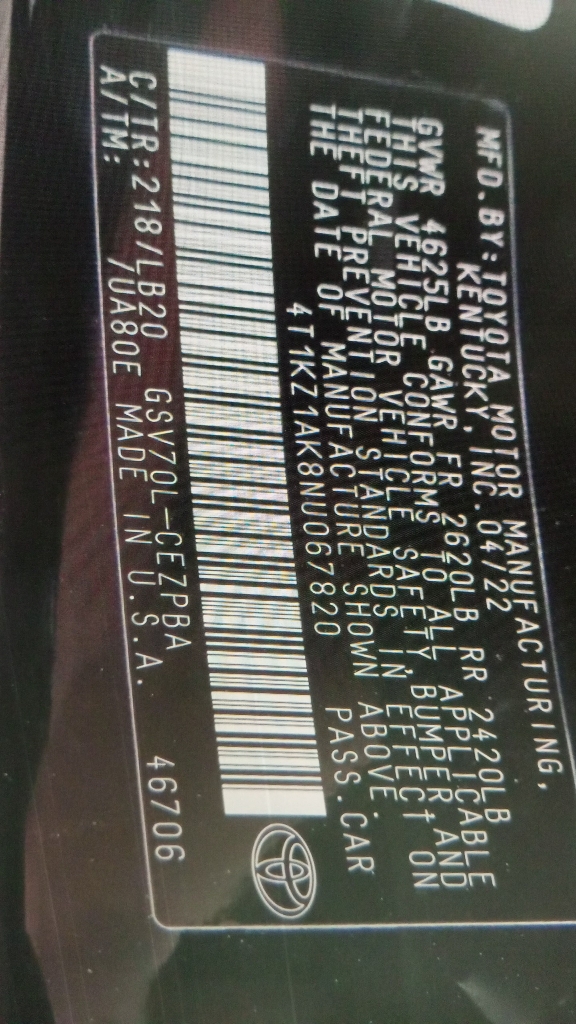 MFD.BY:TOYOTA MOTOR MANUFACTURING,
KENTUCKY, INC.04/22
GVWR 4625LB GAWR FR 2620LB RR 2420LB
THIS VEHICLE CONFORMS TO ALL APPLICABLE
FEDERAL MOTOR VEHICLE SAFETY, BUMPER, AND
THEFT PREVENTION STANDARDS IN EFFECT ON
THE DATE OF MANUFACTURE SHOWN ABOVE.
4T1KZ1AK8NU067820 PASS.CAR
C/TR:218/LB20 GSV70L-CEZPBA
A/TM: /UA80E MADE IN U.S.A. 46706